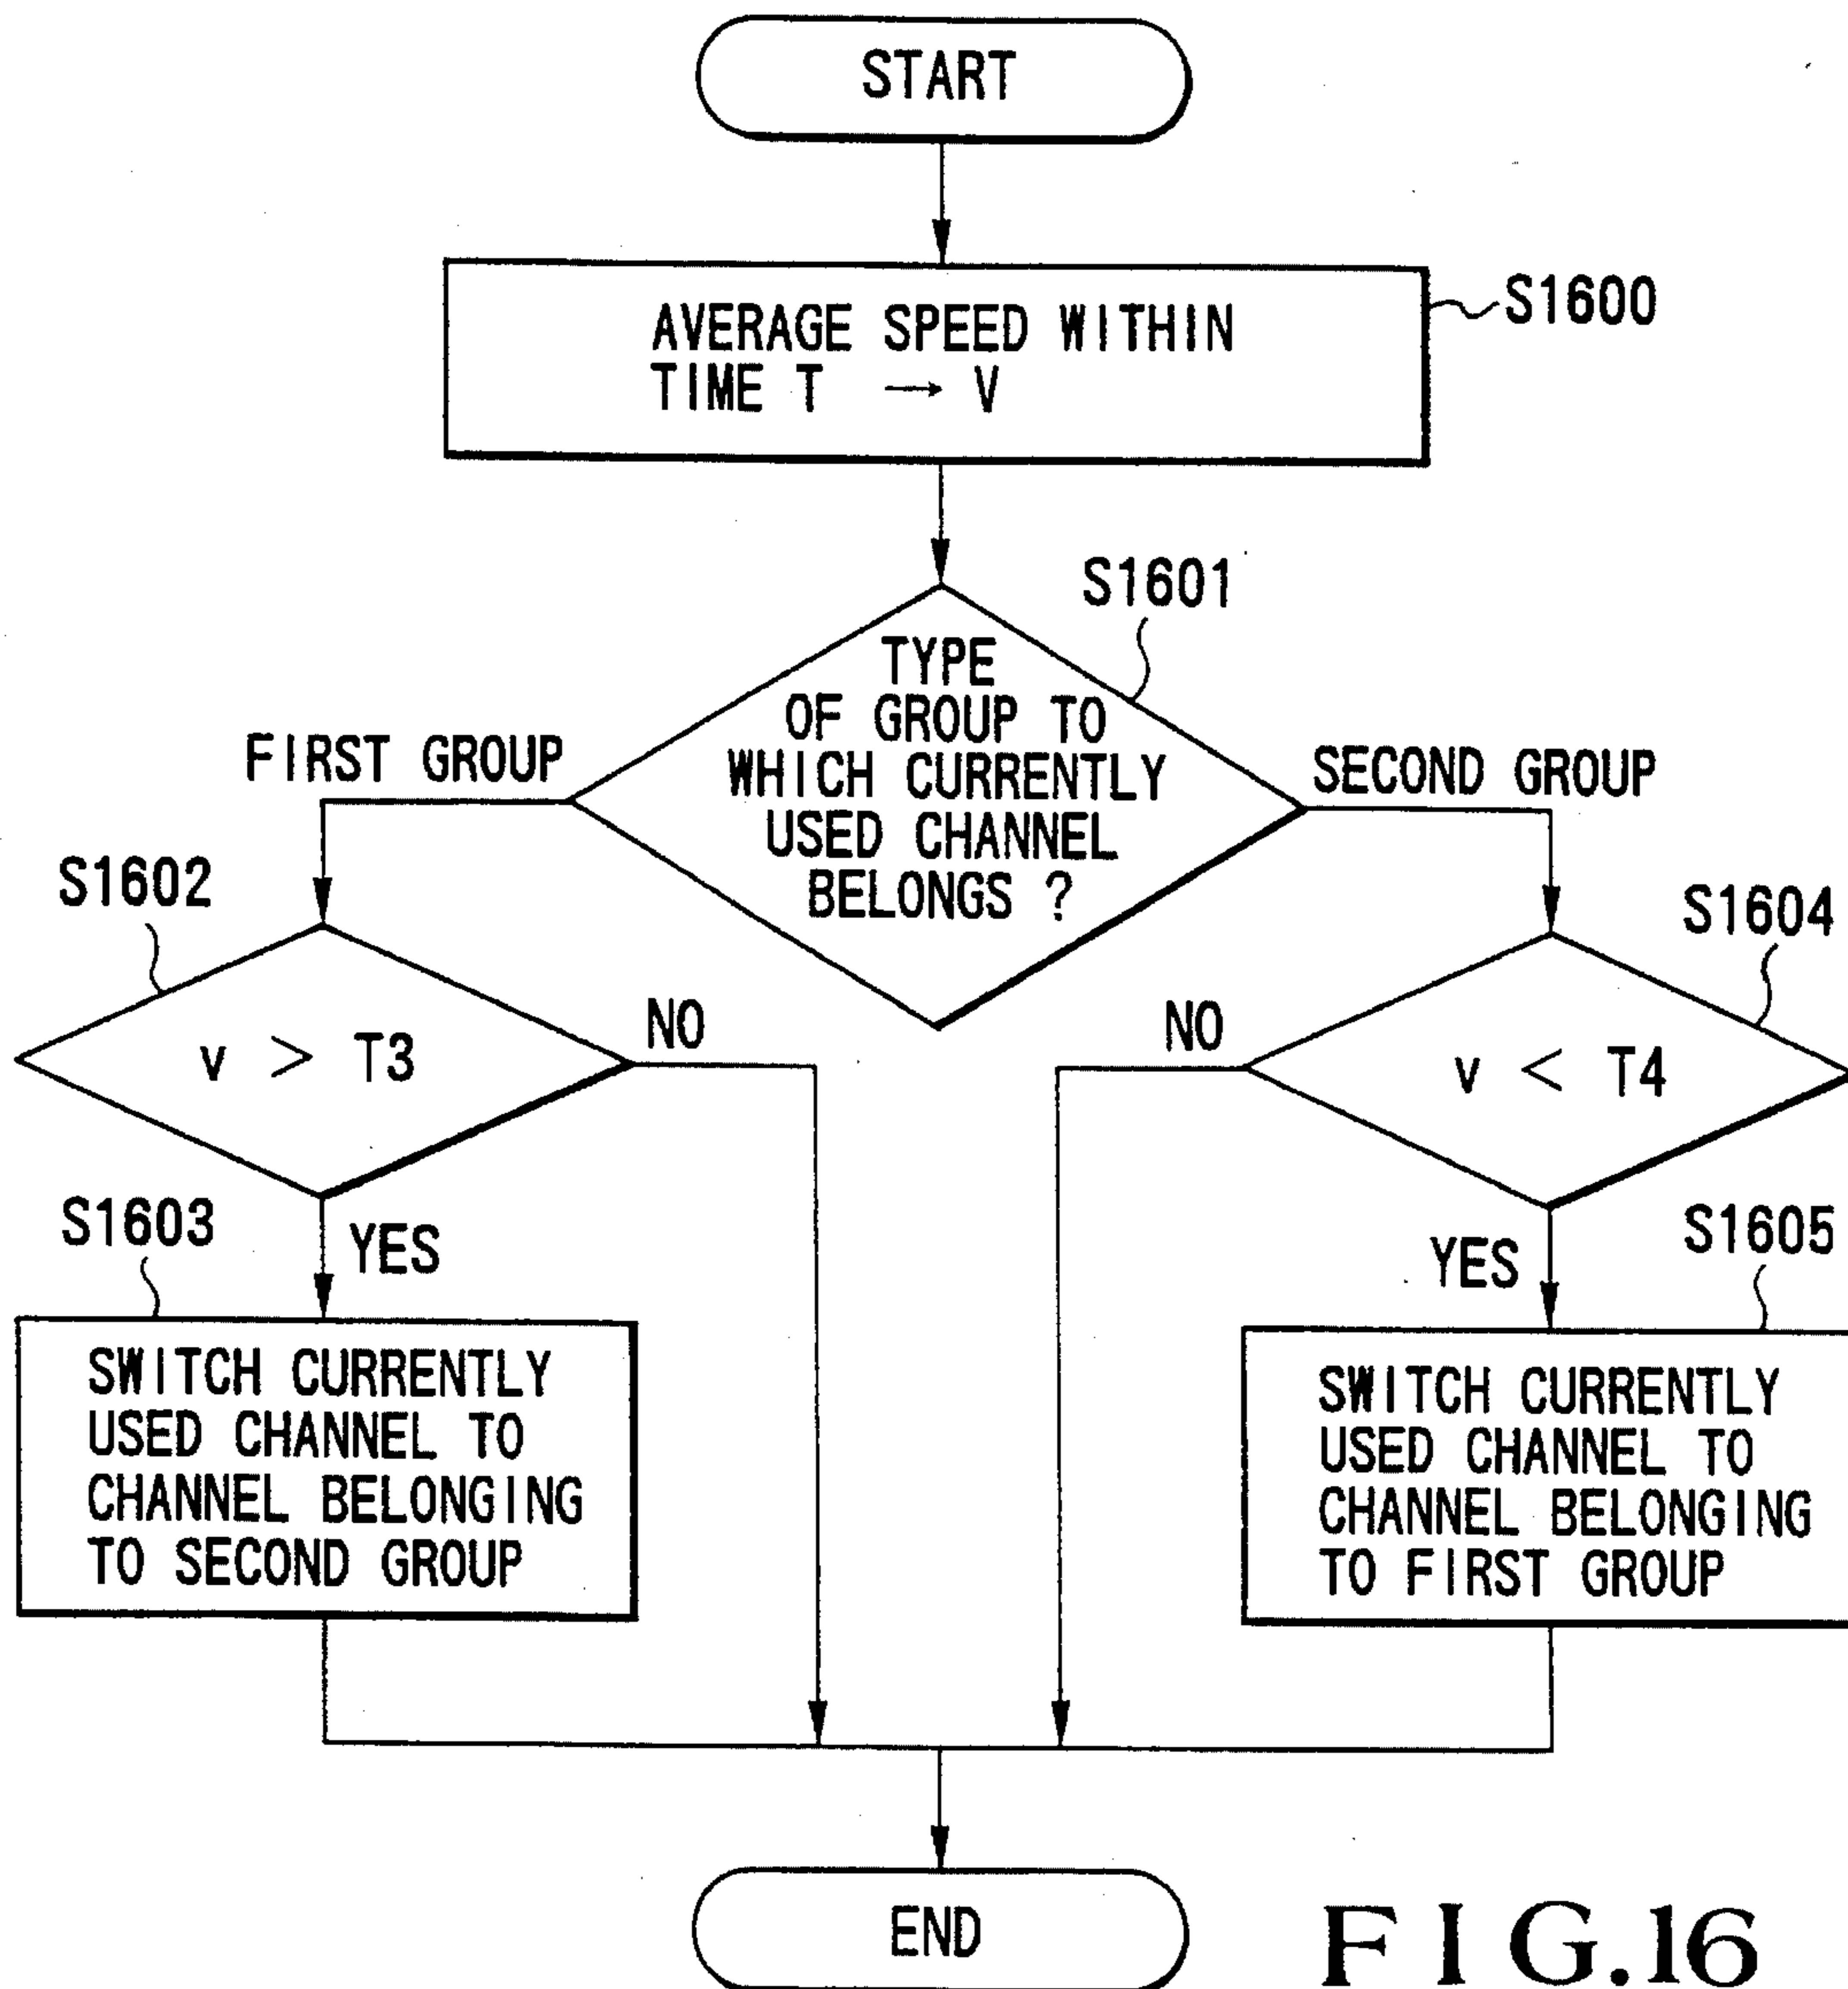 START
AVERAGE SPEED WITHIN
TIME T → V
S1600
S1601
TYPE
OF GROUP TO
WHICH CURRENTLY
USED CHANNEL
BELONGS ?
FIRST GROUP
SECOND GROUP
S1602
v > T3
NO
S1604
v < T4
NO
S1603
YES
SWITCH CURRENTLY
USED CHANNEL TO
CHANNEL BELONGING
TO SECOND GROUP
S1605
YES
SWITCH CURRENTLY
USED CHANNEL TO
CHANNEL BELONGING
TO FIRST GROUP
END
FIG.16